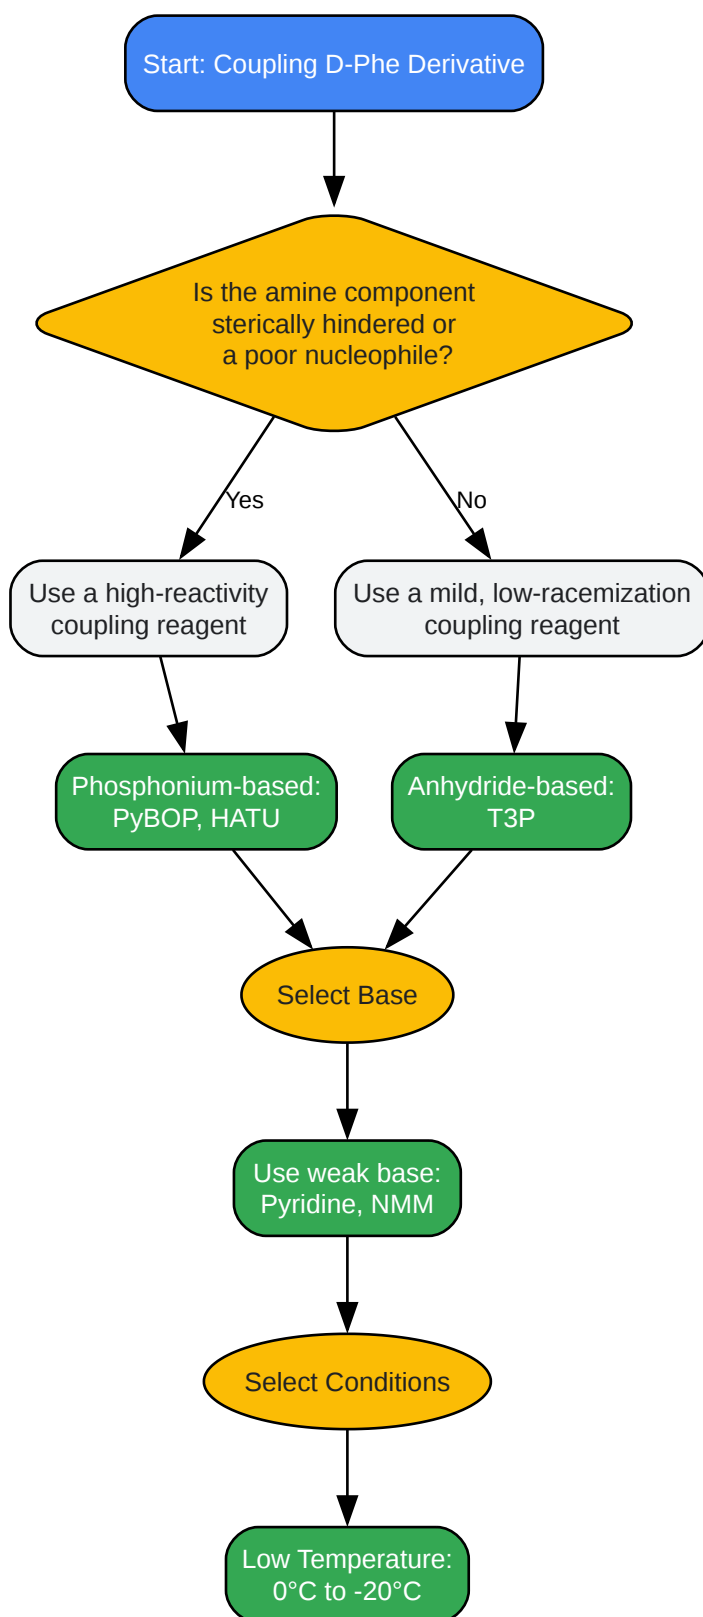 Start: Coupling D-Phe Derivative
Is the amine component
sterically hindered or
a poor nucleophile?
Yes
No
Use a high-reactivity
coupling reagent
Use a mild, low-racemization
coupling reagent
Phosphonium-based:
PyBOP, HATU
Anhydride-based:
T3P
Select Base
Use weak base:
Pyridine, NMM
Select Conditions
Low Temperature:
0°C to -20°C